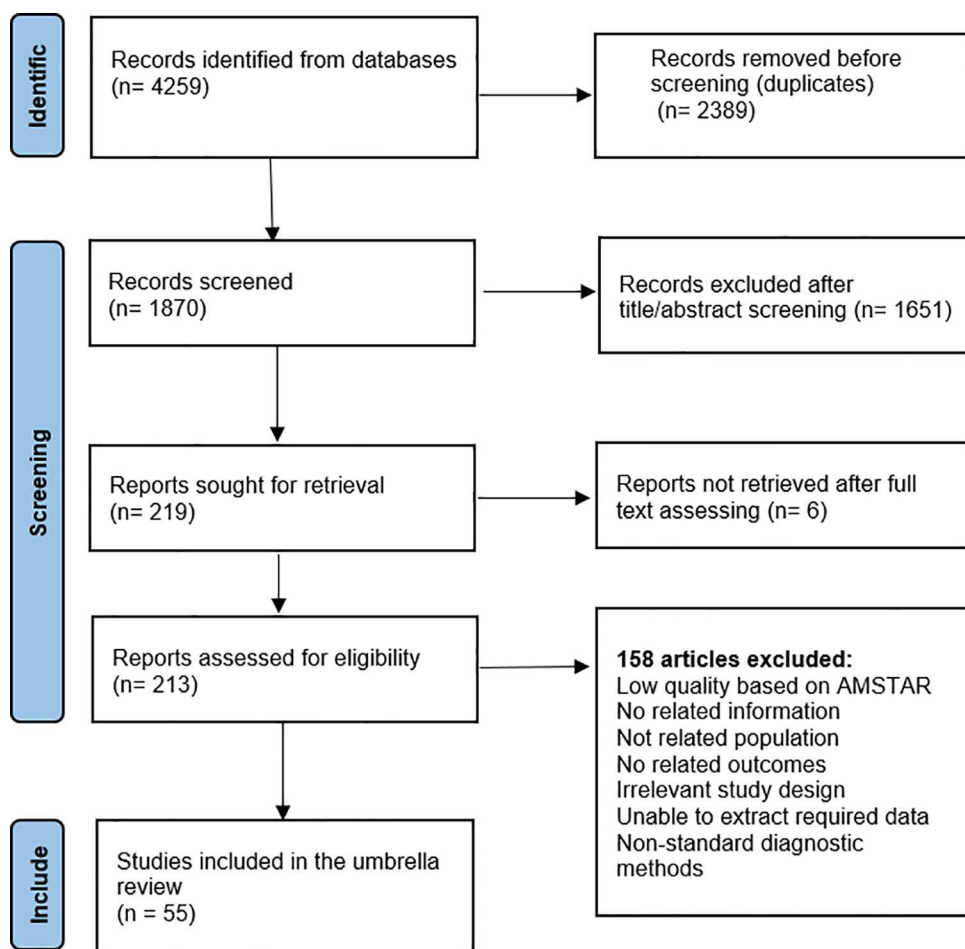 Identific
Records identified from databases
(n= 4259)
Records removed before
screening (duplicates)
(n= 2389)
Screening
Records screened
(n= 1870)
Records excluded after
title/abstract screening (n= 1651)
Reports sought for retrieval
(n= 219)
Reports not retrieved after full
text assessing (n= 6)
Reports assessed for eligibility
(n= 213)
158 articles excluded:
Low quality based on AMSTAR
No related information
Not related population
No related outcomes
Irrelevant study design
Unable to extract required data
Non-standard diagnostic
methods
Include
Studies included in the umbrella
review
(n = 55)